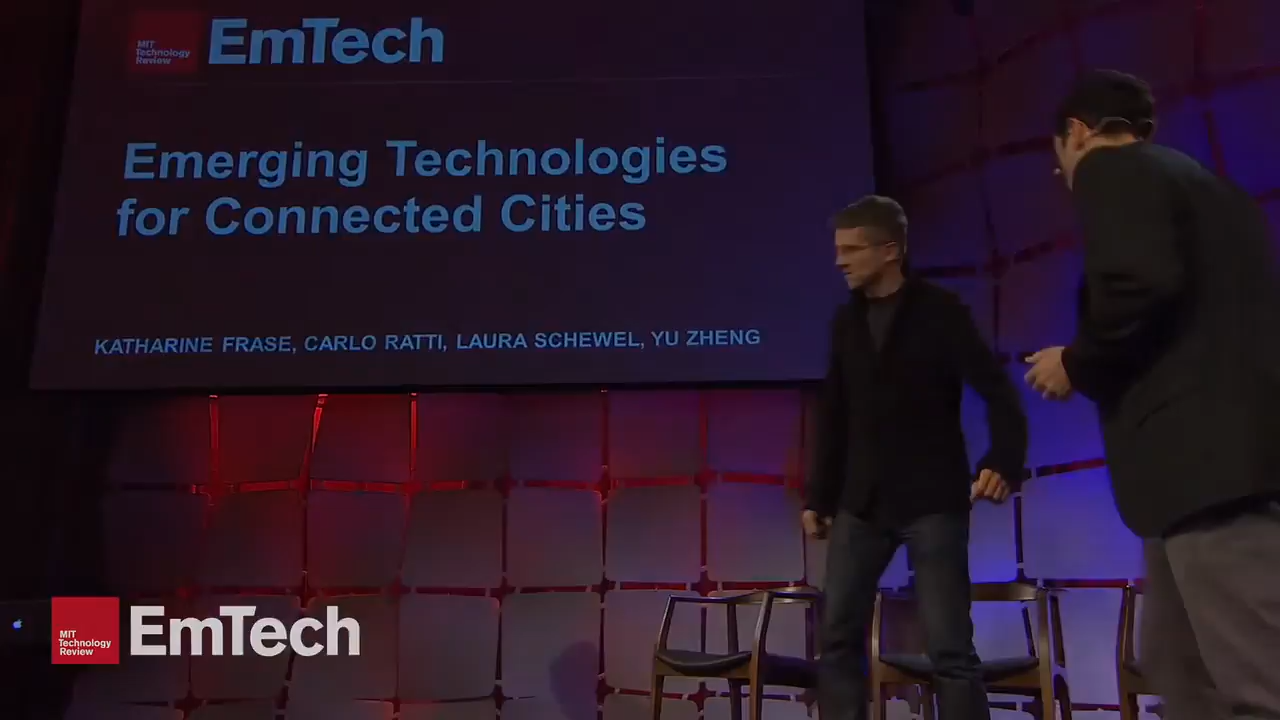 MIT
Technology
Review
EmTech
Emerging Technologies
for Connected Cities
KATHARINE FRASE, CARLO RATTI, LAURA SCHEWEL, YU ZHENG
MIT
Technology
Review
EmTech